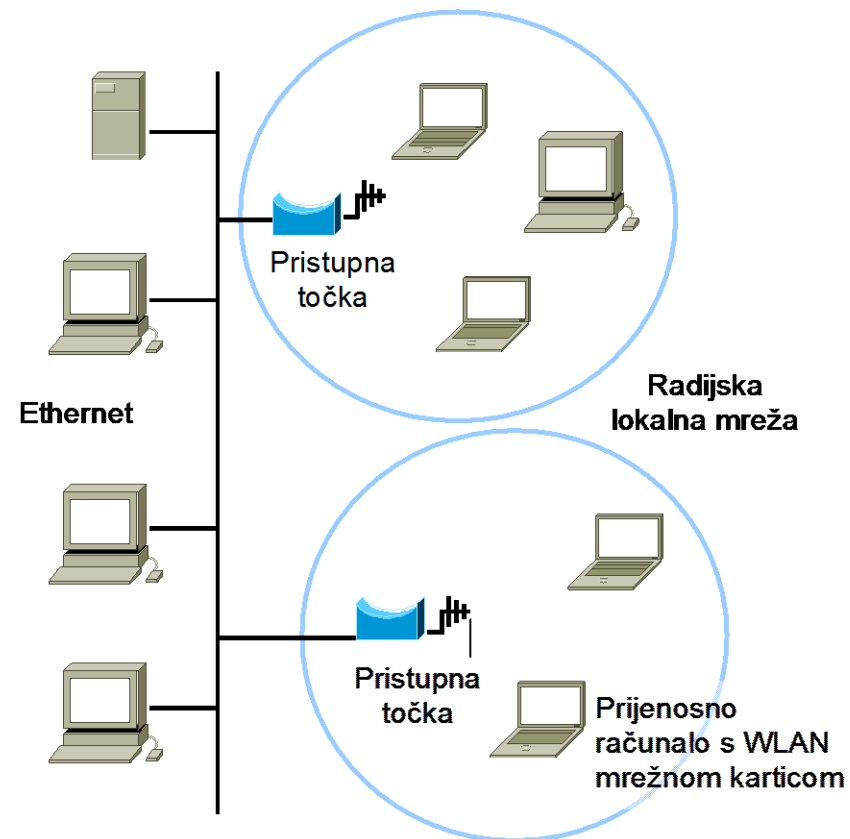 Pristupna
točka
Ethernet
Radijska
lokalna mreža
Pristupna
točka
Prijenosno
računalo s WLAN
mrežnom karticom